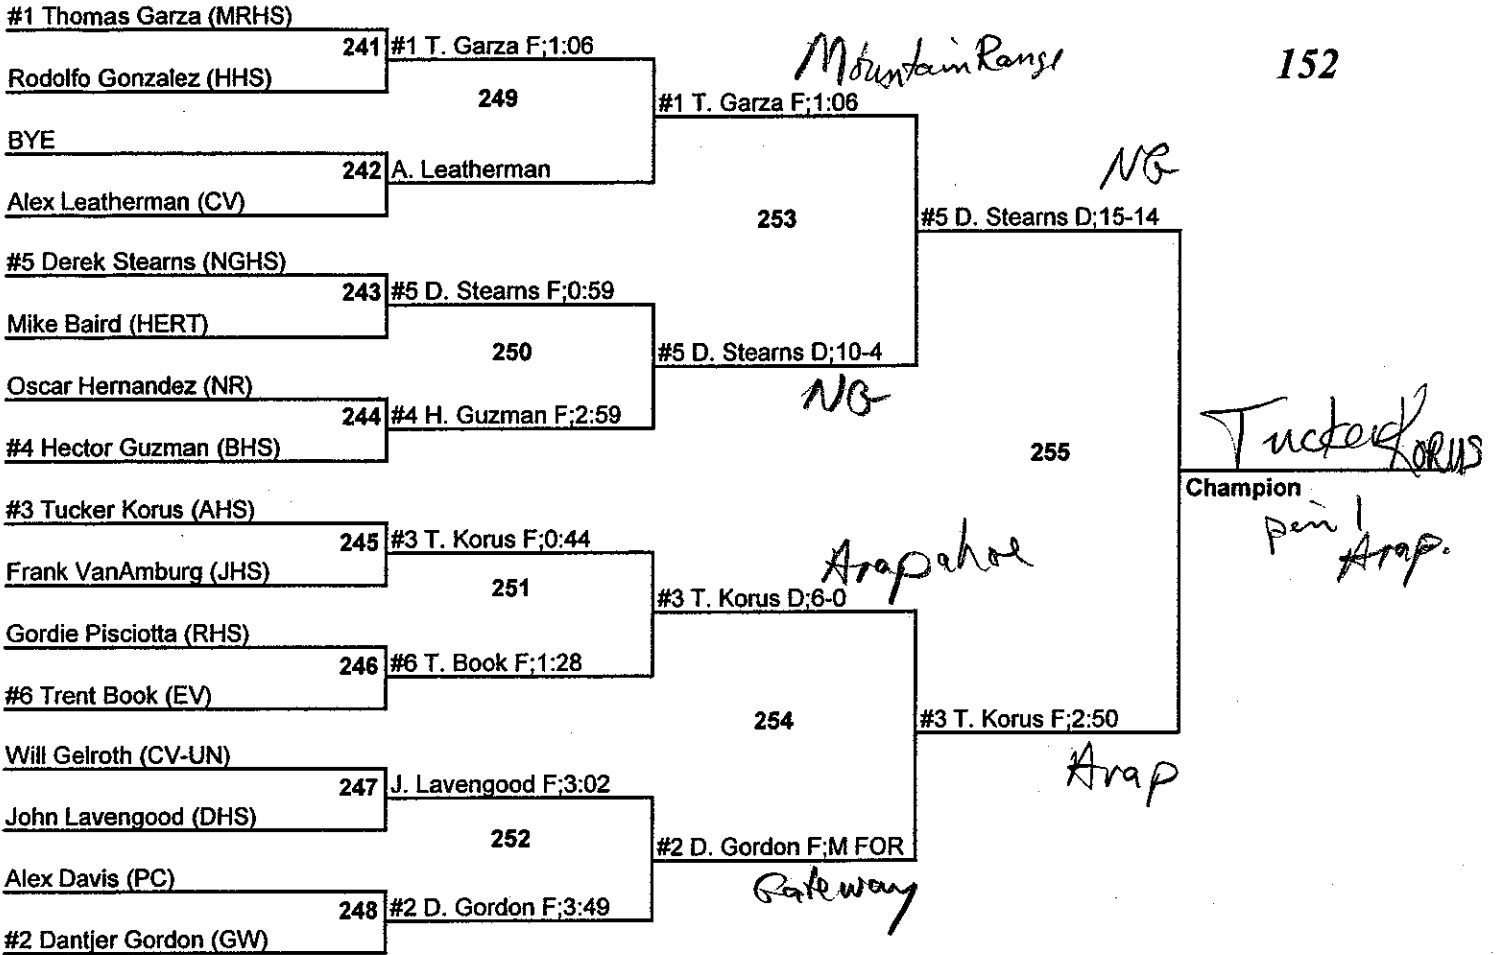 #1 Thomas Garza (MRHS)
241 #1 T. Garza F;1:06
Rodolfo Gonzalez (HHS)
249
Mountain Range
152
#1 T. Garza F;1:06
BYE
242 A. Leatherman
Alex Leatherman (CV)
NG
253
#5 D. Stearns D;15-14
#5 Derek Stearns (NGHS)
243 #5 D. Stearns F;0:59
Mike Baird (HERT)
250
#5 D. Stearns D;10-4
NG
Oscar Hernandez (NR)
244 #4 H. Guzman F;2:59
#4 Hector Guzman (BHS)
255
Tucker KORUS
Champion
pin!
Arap.
#3 Tucker Korus (AHS)
245 #3 T. Korus F;0:44
Frank VanAmburg (JHS)
251
Arapahoe
#3 T. Korus D;6-0
Gordie Pisciotta (RHS)
246 #6 T. Book F;1:28
#6 Trent Book (EV)
254
#3 T. Korus F;2:50
Arap
Will Gelroth (CV-UN)
247 J. Lavengood F;3:02
John Lavengood (DHS)
252
#2 D. Gordon F;M FOR
Gateway
Alex Davis (PC)
248 #2 D. Gordon F;3:49
#2 Dantjer Gordon (GW)